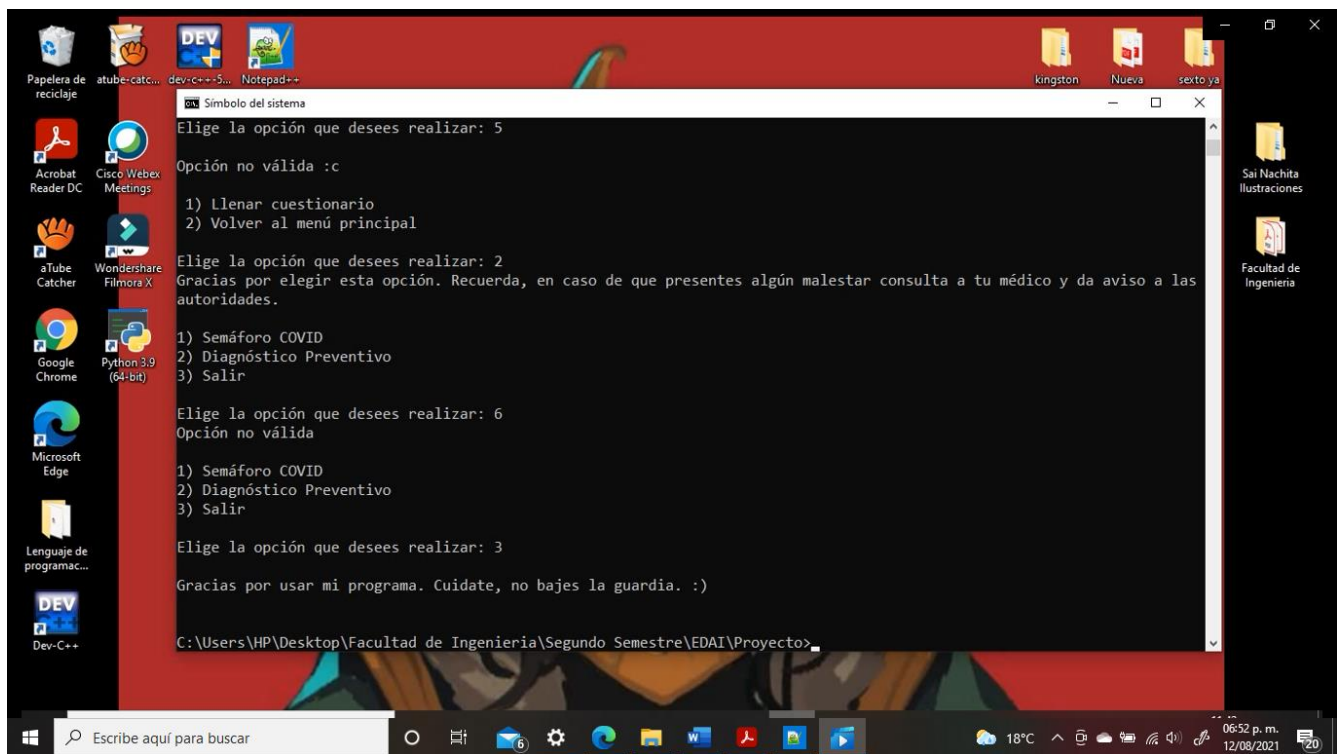 Papelera de reciclaje
atube-catc...
dev-c++-5...
Notepad++
kingston
Nueva
sexto ya
Símbolo del sistema
Elige la opción que desees realizar: 5
Opción no válida :c
1) Llenar cuestionario
2) Volver al menú principal
Elige la opción que desees realizar: 2
Gracias por elegir esta opción. Recuerda, en caso de que presentes algún malestar consulta a tu médico y da aviso a las
autoridades.
1) Semáforo COVID
2) Diagnóstico Preventivo
3) Salir
Elige la opción que desees realizar: 6
Opción no válida
1) Semáforo COVID
2) Diagnóstico Preventivo
3) Salir
Elige la opción que desees realizar: 3
Gracias por usar mi programa. Cuidate, no bajes la guardia. :)
C:\Users\HP\Desktop\Facultad de Ingenieria\Segundo Semestre\EDAI\Proyecto>
Acrobat
Reader DC
Cisco Webex
Meetings
aTube
Catcher
Wondershare
Filmora X
Google
Chrome
Python 3.9
(64-bit)
Microsoft
Edge
Lenguaje de
programac...
DEV
C++
Dev-C++
Sai Nachita
Ilustraciones
Facultad de
Ingenieria
Escribe aquí para buscar
6
18°C
06:52 p. m.
12/08/2021
20